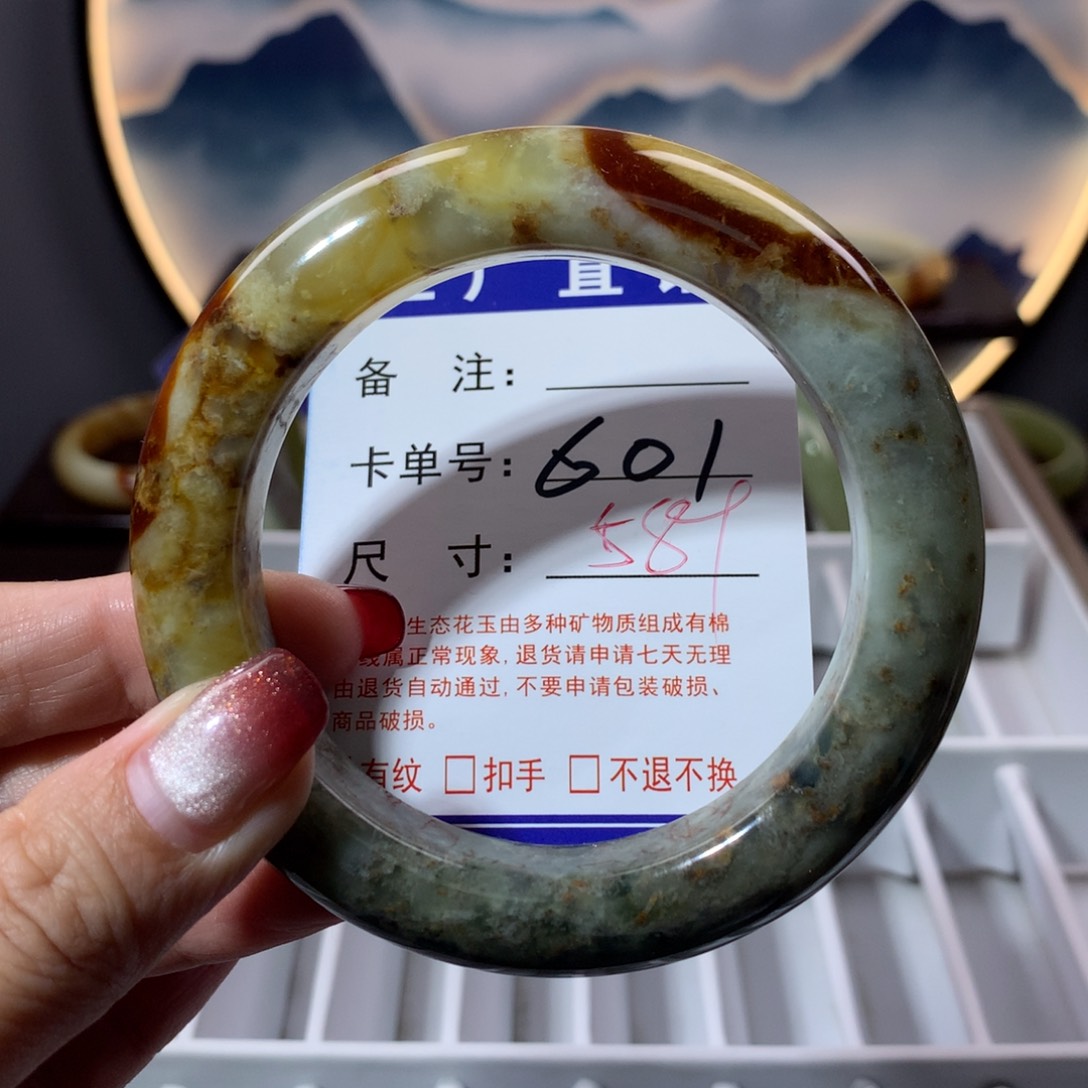 厂 直
备 注：
卡单号：601
尺 寸：589
生态花玉由多种矿物质组成有棉
线属正常现象,退货请申请七天无理
由退货自动通过,不要申请包装破损、
商品破损。
有纹 □扣手 □不退不换